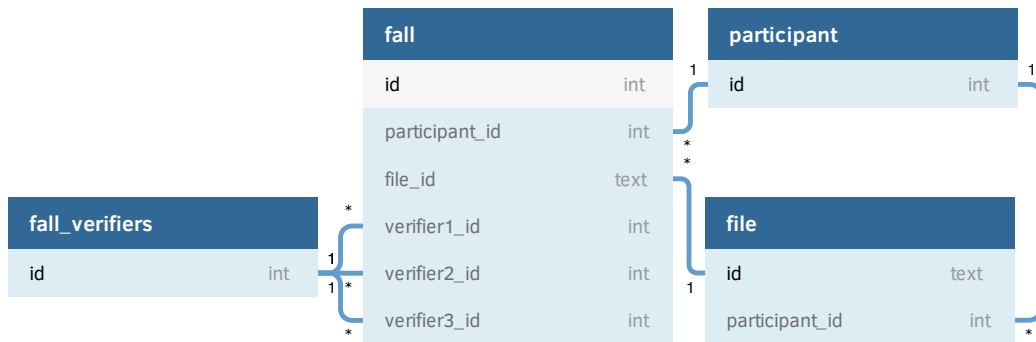 fall
id int
participant_id int
file_id text
verifier1_id int
verifier2_id int
verifier3_id int
participant
id int
fall_verifiers
id int
file
id text
participant_id int
1
*
*
1
1
*
*
1
1
*
*
*